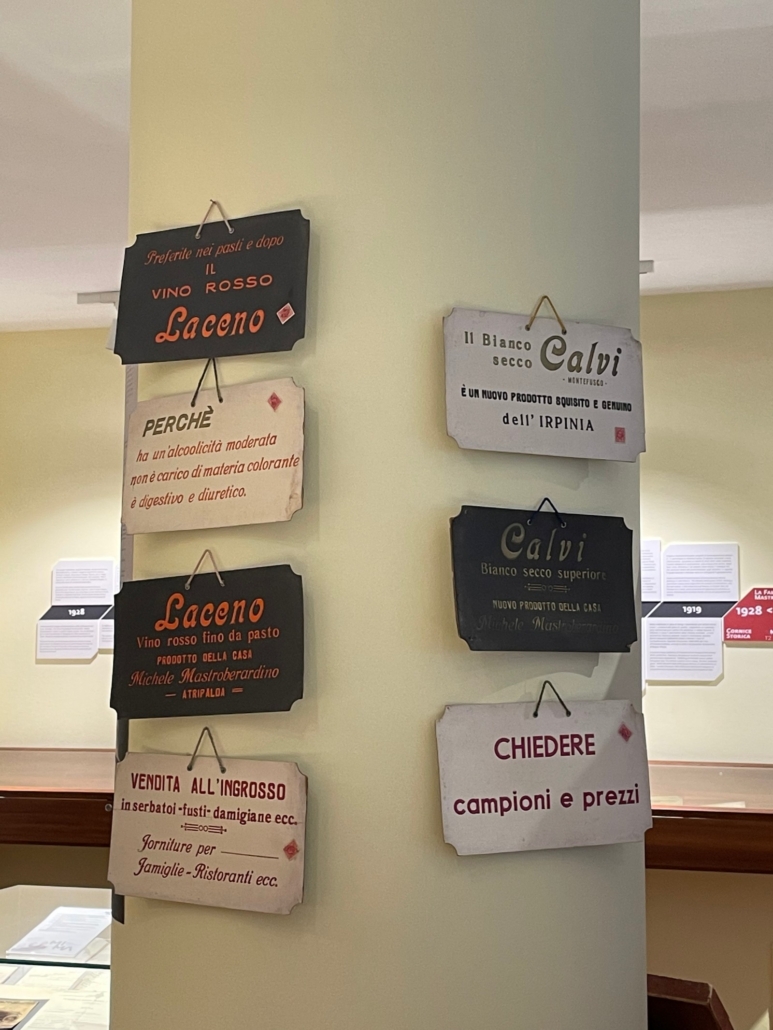 Preferite nei pasti e dopo
IL
VINO ROSSO
Laceno
PERCHÈ
ha un'alcoolicità moderata
non è carico di materia colorante
è digestivo e diuretico.
Laceno
Vino rosso fino da pasto
PRODOTTO DELLA CASA
Michele Mastroberardino
— ATRIPALDA —
VENDITA ALL'INGROSSO
in serbatoi - fusti - damigiane ecc.
Forniture per
Famiglie - Ristoranti ecc.
Il Bianco
secco
Calvi
- MONTEFUSCO -
È UN NUOVO PRODOTTO SQUISITO E GENUINO
dell' IRPINIA
Calvi
Bianco secco superiore
NUOVO PRODOTTO DELLA CASA
Michele Mastroberardino
CHIEDERE
campioni e prezzi
1928
1919
1928 <
CORNICE
STORICA